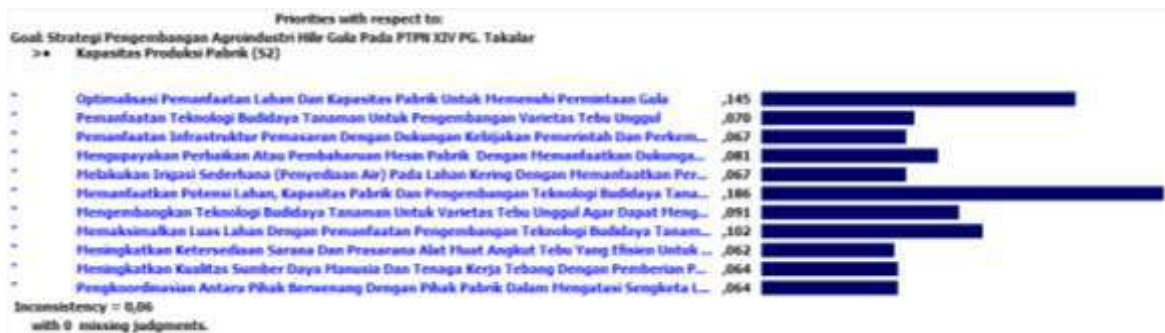 Priorities with respect to:
Goal: Strategi Pengembangan Agroindustri Hilir Gula Pada PTPN XIV PG. Takalar
>• Kapasitas Produksi Pabrik (S2)
Optimalisasi Pemanfaatan Lahan Dan Kapasitas Pabrik Untuk Memenuhi Permintaan Gula ,145
Pemanfaatan Teknologi Budidaya Tanaman Untuk Pengembangan Varietas Tebu Unggul ,070
Pemanfaatan Infrastruktur Pemasaran Dengan Dukungan Kebijakan Pemerintah Dan Perkem... ,067
Mengupayakan Perbaikan Atau Pembaharuan Mesin Pabrik Dengan Memanfaatkan Dukunga... ,081
Melakukan Irigasi Sederhana (Penyediaan Air) Pada Lahan Kering Dengan Memanfaatkan Per... ,067
Memanfaatkan Potensi Lahan, Kapasitas Pabrik Dan Pengembangan Teknologi Budidaya Tana... ,186
Mengembangkan Teknologi Budidaya Tanaman Untuk Varietas Tebu Unggul Agar Dapat Meng... ,091
Memaksimalkan Luas Lahan Dengan Pemanfaatan Pengembangan Teknologi Budidaya Tanam... ,102
Meningkatkan Ketersediaan Sarana Dan Prasarana Alat Muat Angkut Tebu Yang Efisien Untuk ... ,062
Meningkatkan Kualitas Sumber Daya Manusia Dan Tenaga Kerja Tebang Dengan Pemberian P... ,064
Pengkoordinasian Antara Pihak Berwenang Dengan Pihak Pabrik Dalam Mengatasi Sengketa L... ,064
Inconsistency = 0,06
with 0 missing judgments.